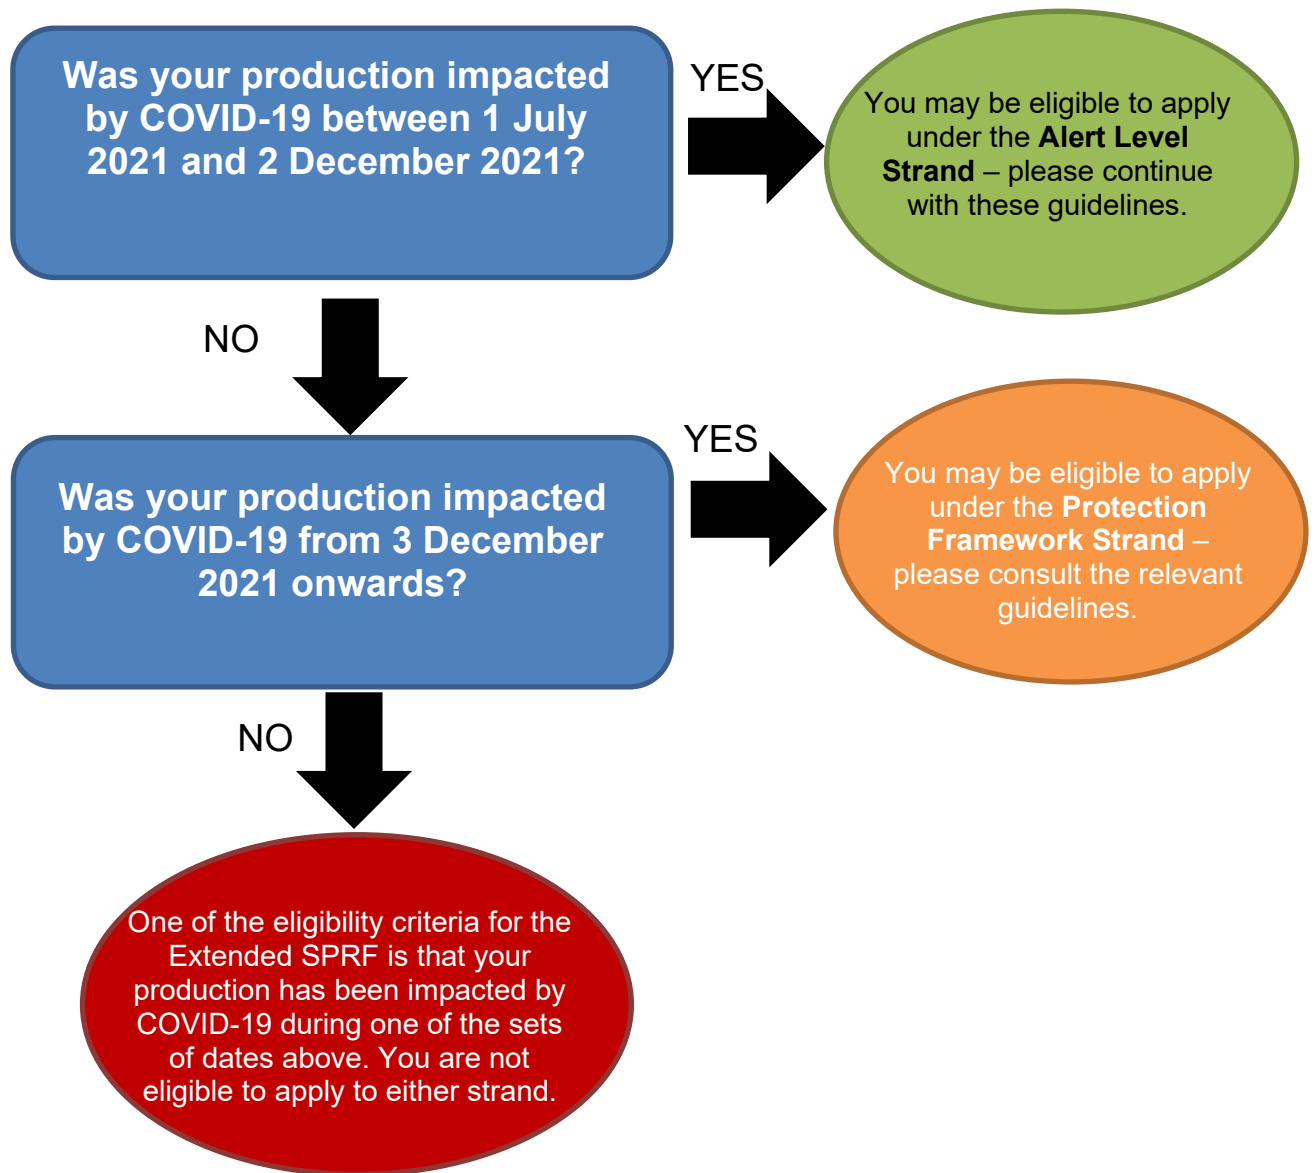 Was your production impacted
by COVID-19 between 1 July
2021 and 2 December 2021?
YES
You may be eligible to apply
under the Alert Level
Strand – please continue
with these guidelines.
NO
Was your production impacted
by COVID-19 from 3 December
2021 onwards?
YES
You may be eligible to apply
under the Protection
Framework Strand –
please consult the relevant
guidelines.
NO
One of the eligibility criteria for the
Extended SPRF is that your
production has been impacted by
COVID-19 during one of the sets
of dates above. You are not
eligible to apply to either strand.